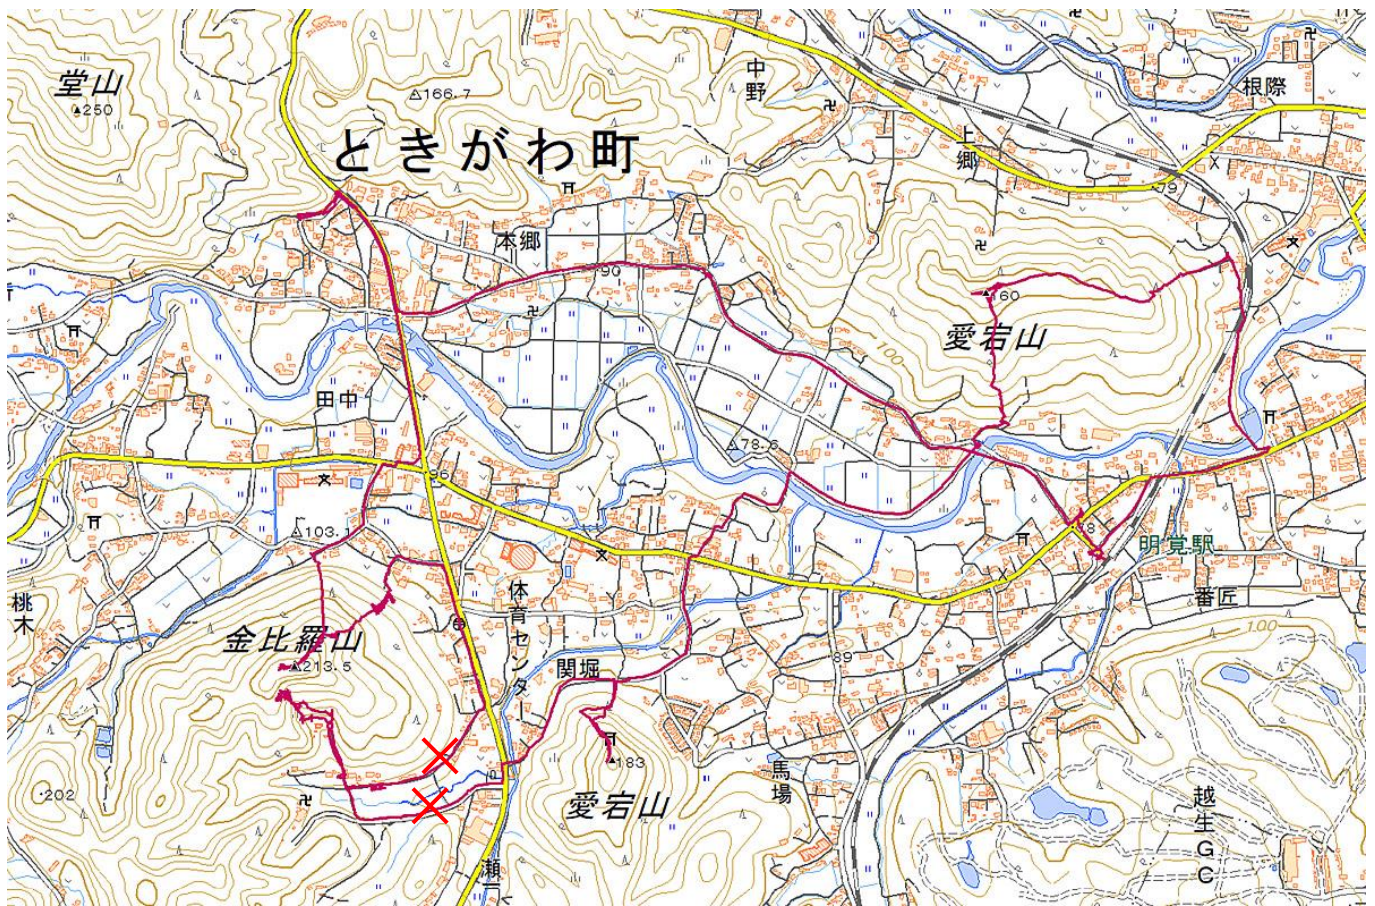 堂山
250
166.7
ときがわ町
中野
上郷
根際
79
本郷
90
160
愛宕山
100
田中
78.6
96
103.
明覚駅
番匠
桃木
体育センター
金比羅山
213.5
関堀
89
100
183
愛宕山
馬場
202
越生GC